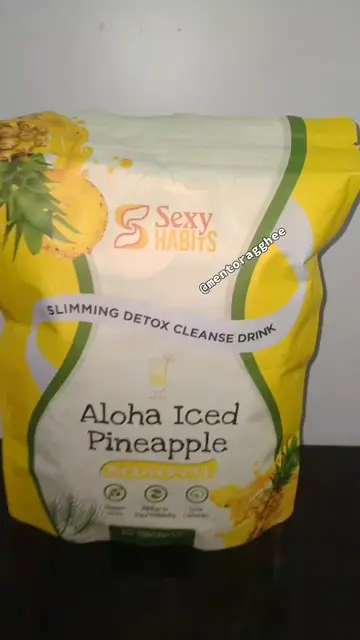 Sexy
HABITS
@mentoragghee
SLIMMING DETOX CLEANSE DRINK
Aloha Iced
Pineapple